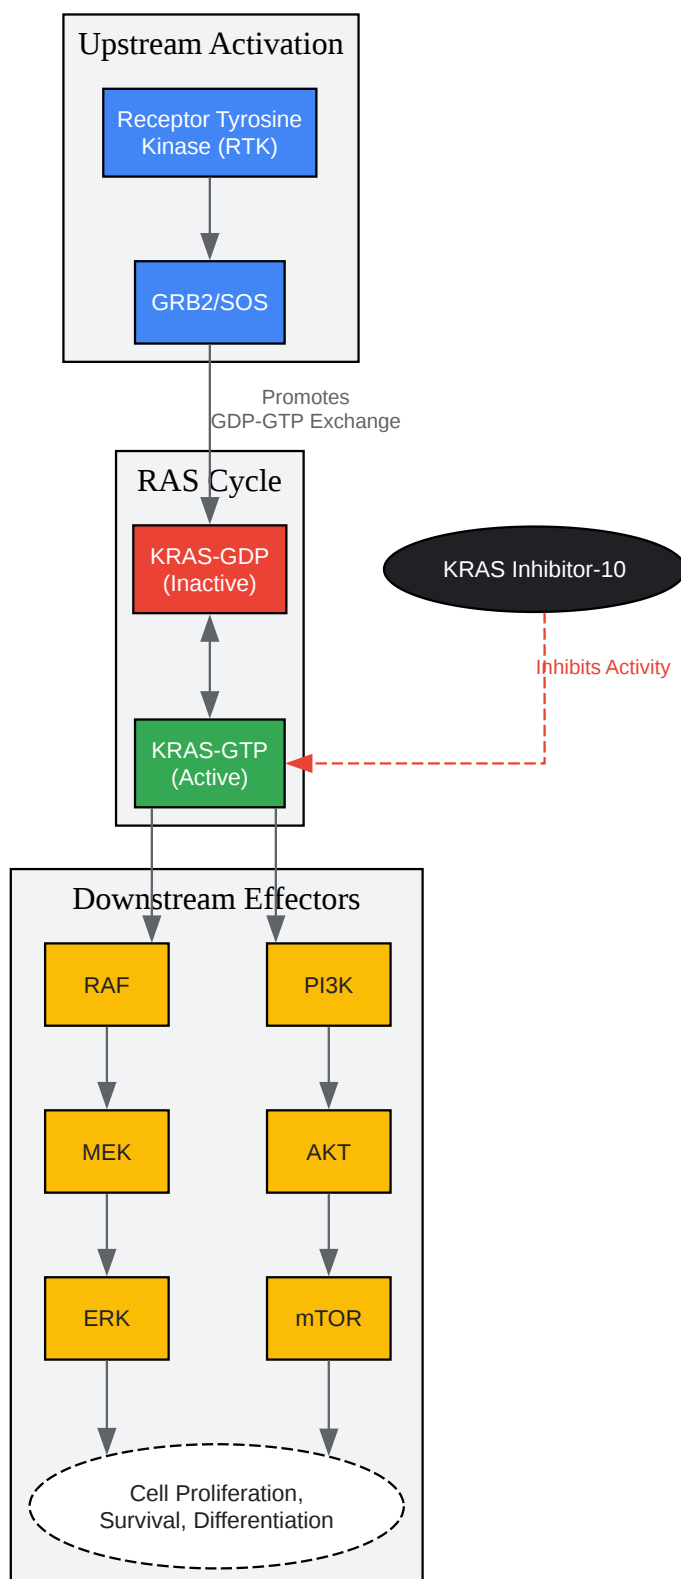 Upstream Activation
Receptor Tyrosine
Kinase (RTK)
GRB2/SOS
Promotes
GDP-GTP Exchange
RAS Cycle
KRAS-GDP
(Inactive)
KRAS Inhibitor-10
Inhibits Activity
KRAS-GTP
(Active)
Downstream Effectors
RAF
PI3K
MEK
AKT
ERK
mTOR
Cell Proliferation,
Survival, Differentiation